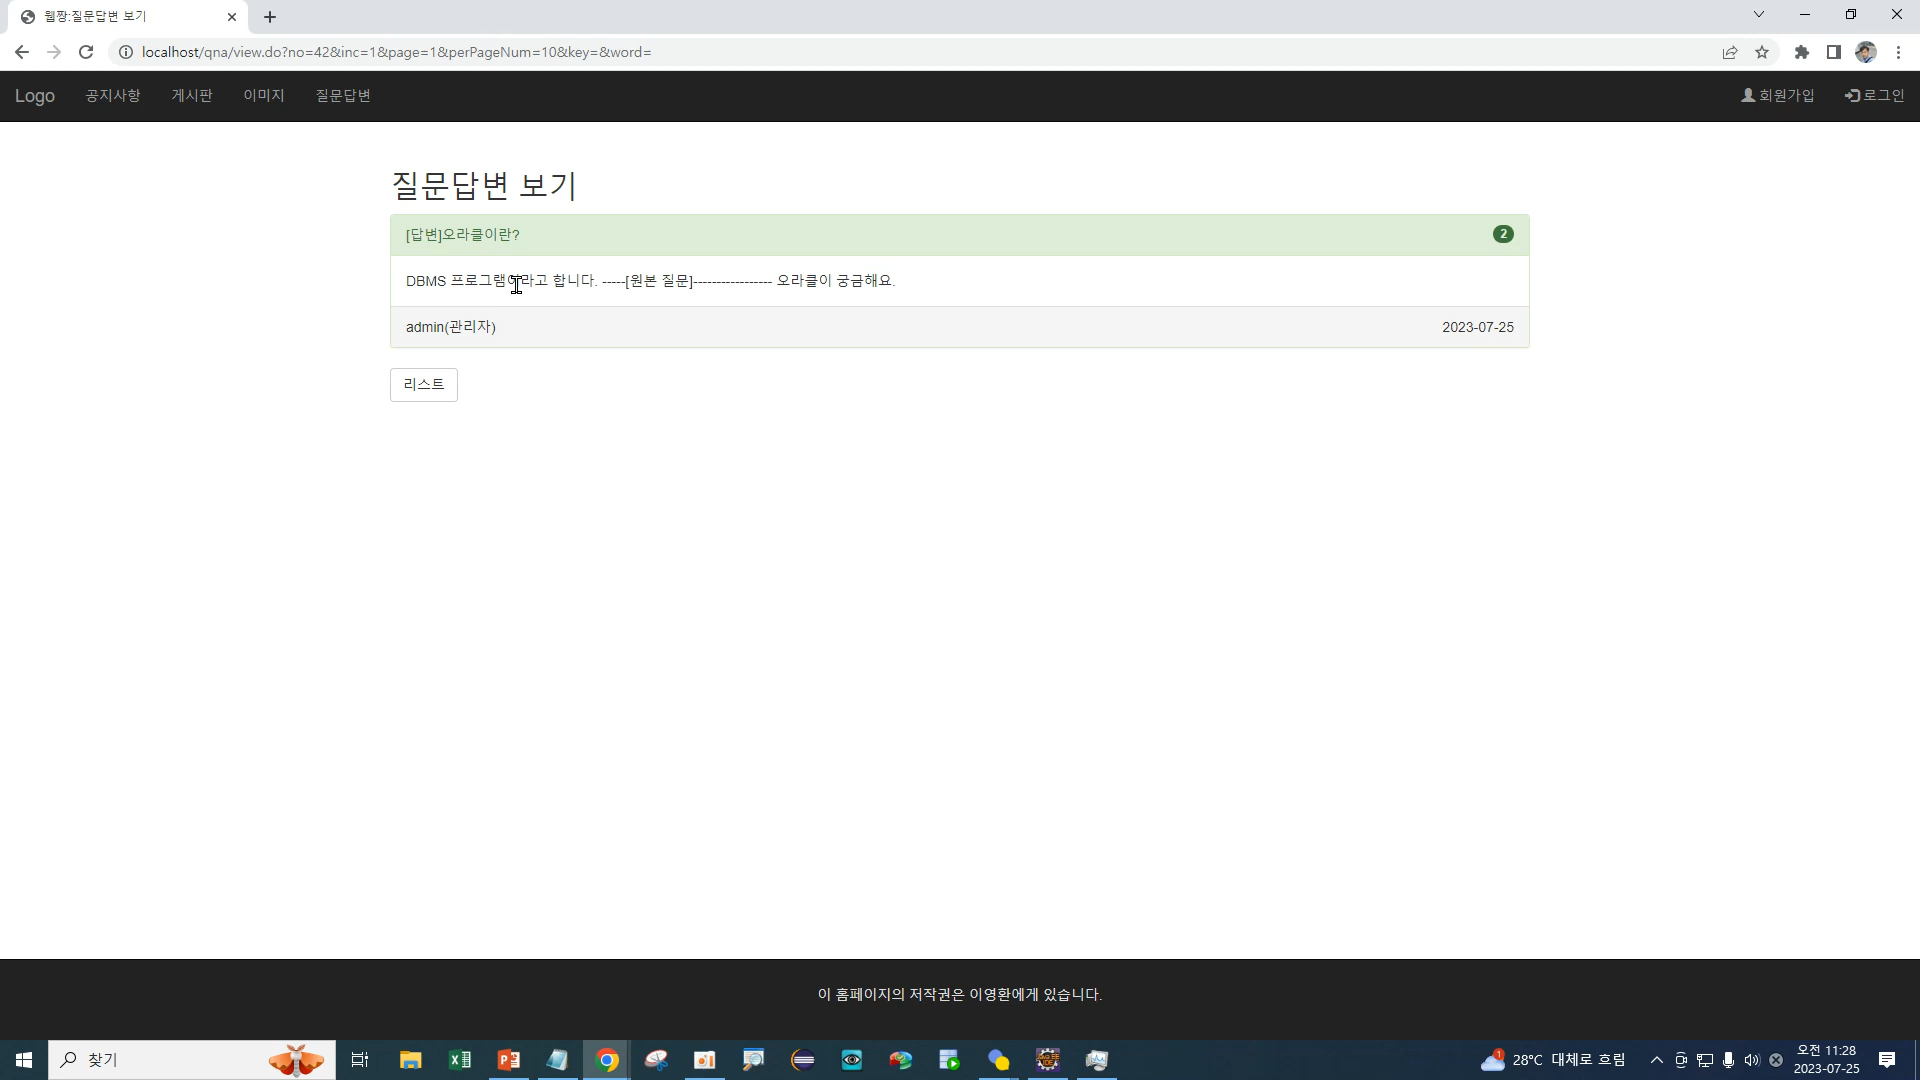 웹짱:질문답변 보기
localhost/qna/view.do?no=42&inc=1&page=1&perPageNum=10&key=&word=
Logo 공지사항 게시판 이미지 질문답변 회원가입 로그인
질문답변 보기
[답변]오라클이란? 2
DBMS 프로그램이라고 합니다. -----[원본 질문]----------------- 오라클이 궁금해요.
admin(관리자) 2023-07-25
리스트
이 홈페이지의 저작권은 이영환에게 있습니다.
찾기 1 28°C 대체로 흐림 오전 11:28
2023-07-25